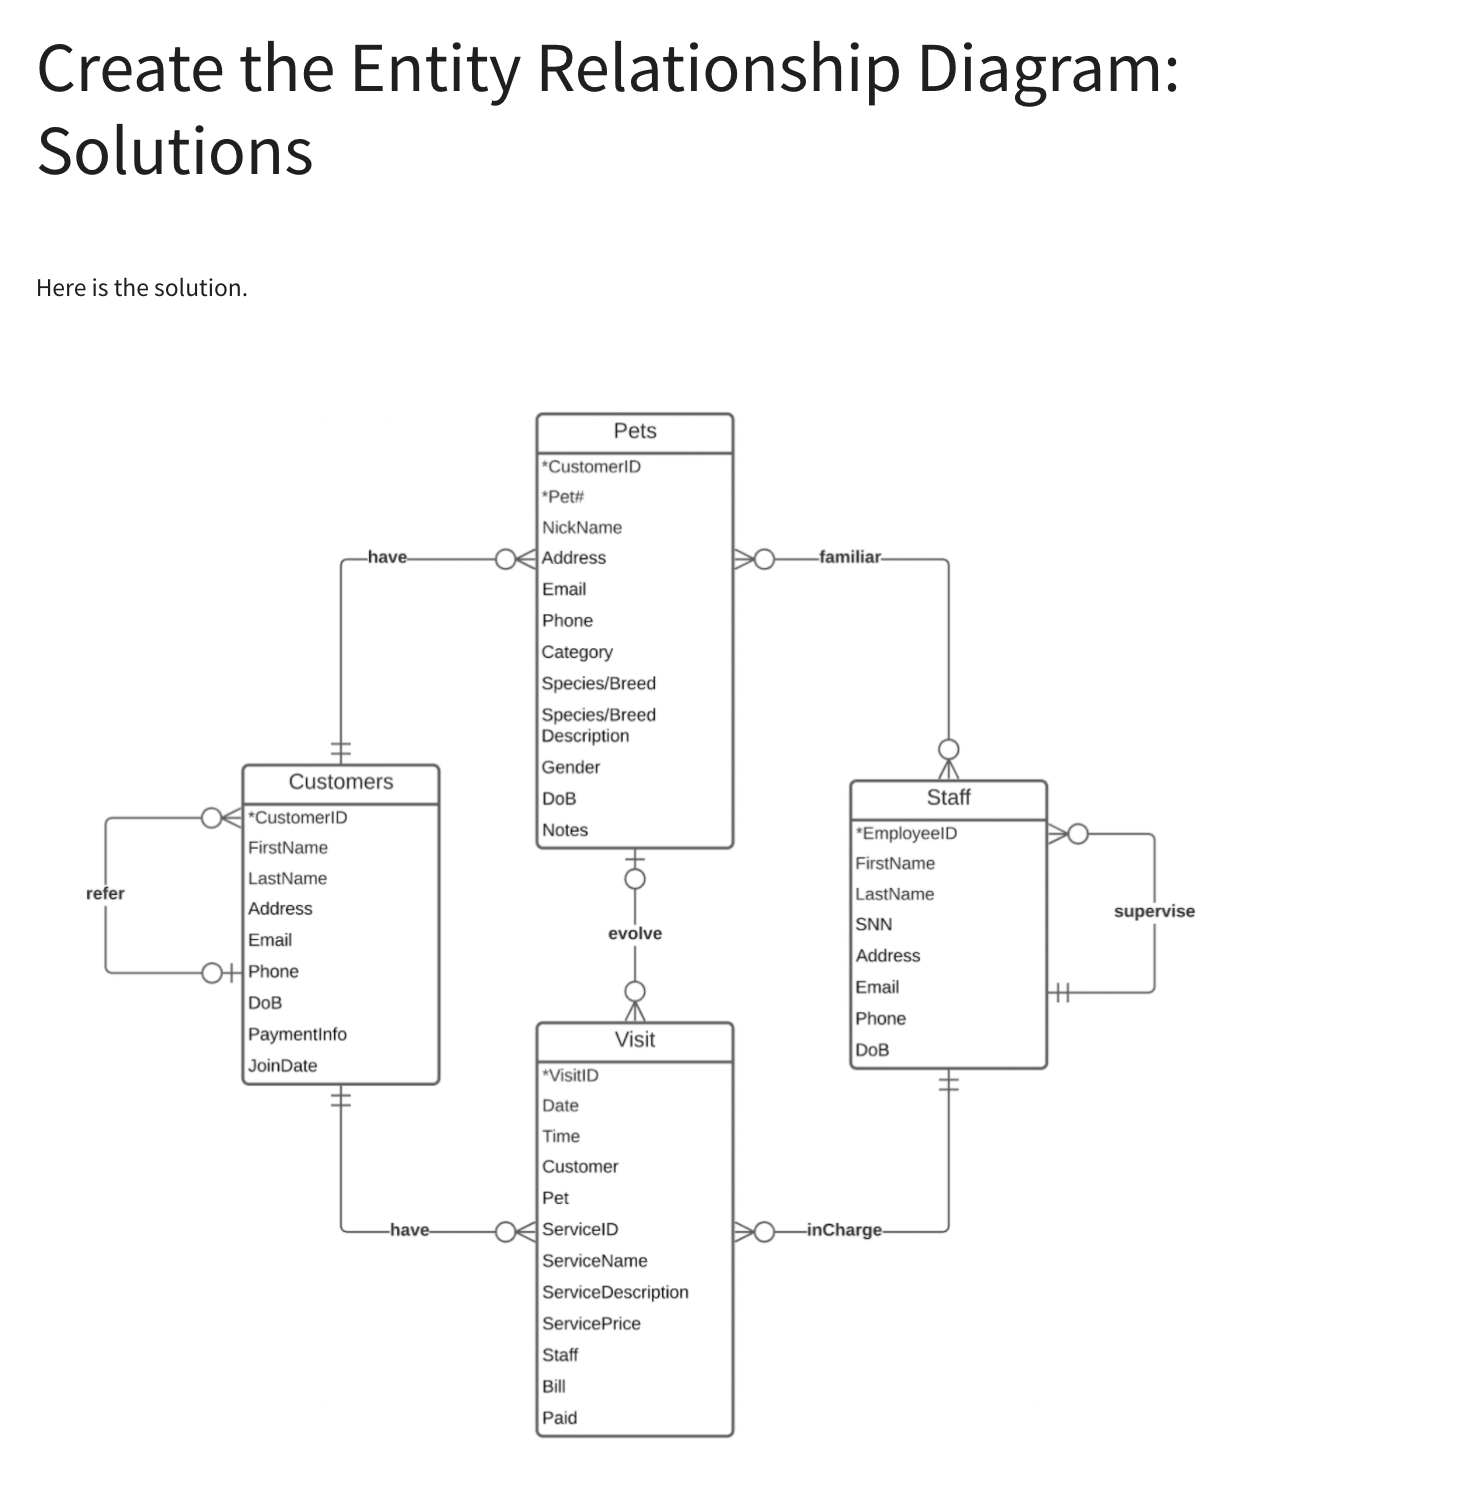 Create the Entity Relationship Diagram:
Solutions
Here is the solution.
Pets
*CustomerID
*Pet#
NickName
Address
Email
Phone
Category
Species/Breed
Species/Breed
Description
Gender
DoB
Notes
have
familiar
Customers
*CustomerID
FirstName
LastName
Address
Email
Phone
DoB
PaymentInfo
JoinDate
refer
Staff
*EmployeeID
FirstName
LastName
SNN
Address
Email
Phone
DoB
supervise
evolve
Visit
*VisitID
Date
Time
Customer
Pet
ServiceID
ServiceName
ServiceDescription
ServicePrice
Staff
Bill
Paid
have
inCharge